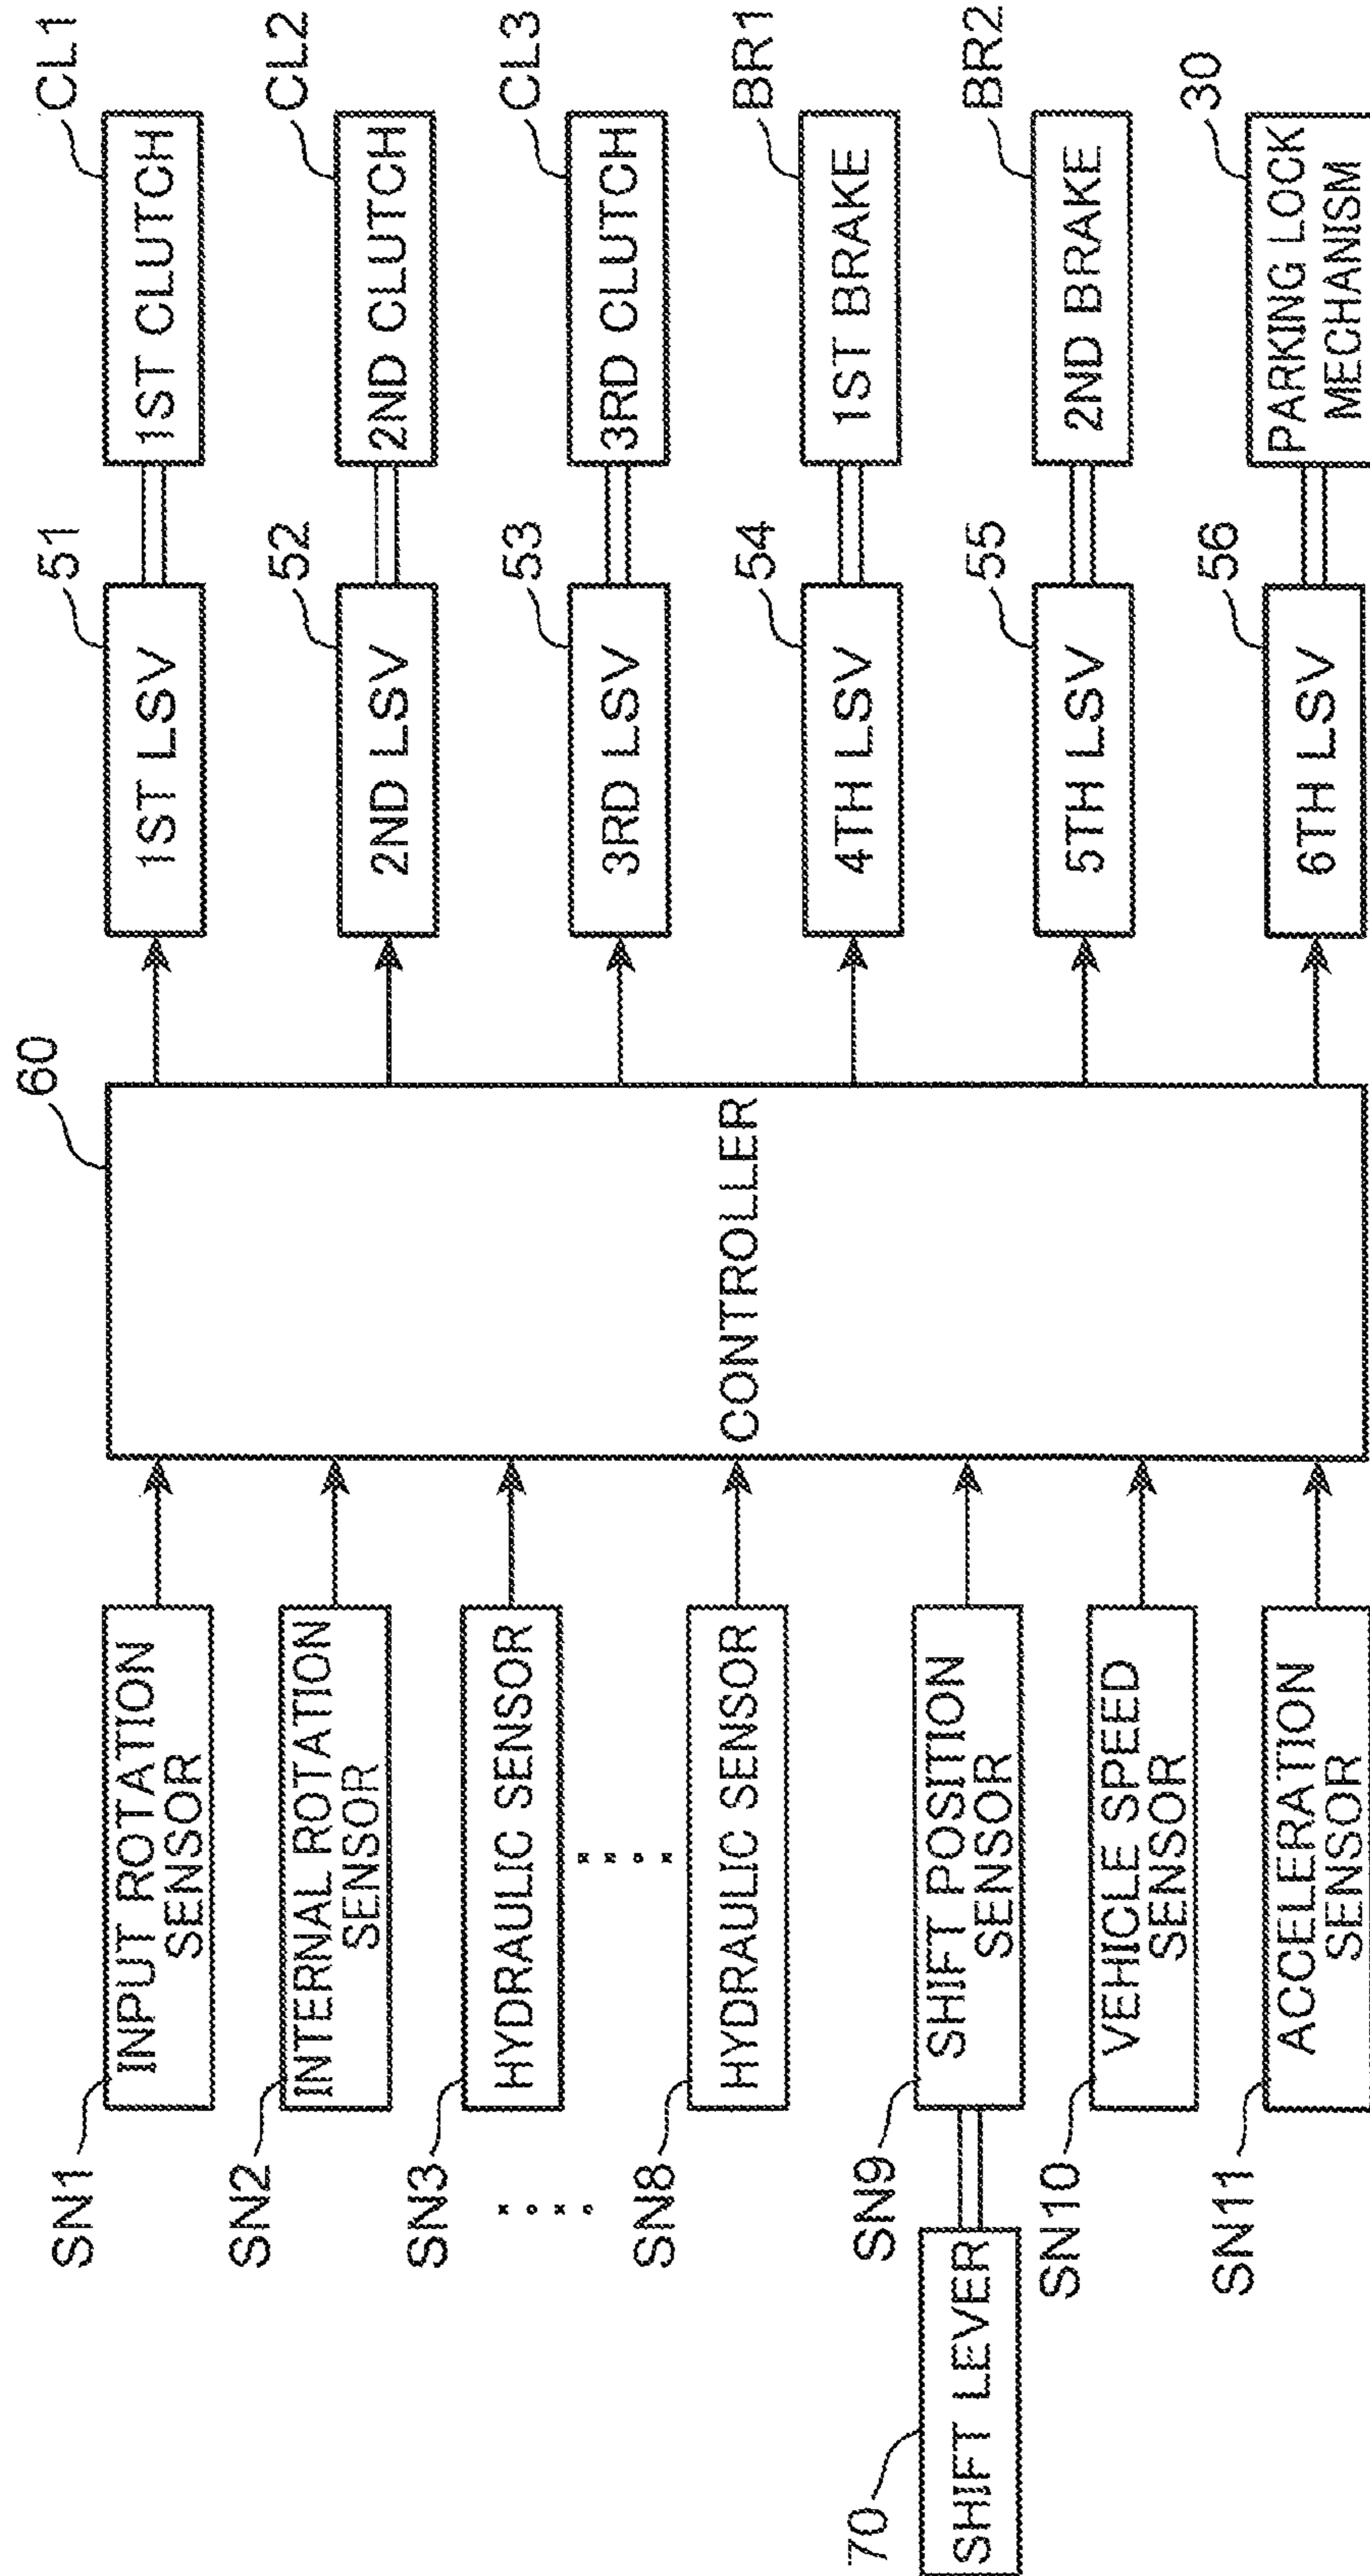 70
SHIFT LEVER
SN1
INPUT ROTATION
SENSOR
SN2
INTERNAL ROTATION
SENSOR
SN3
HYDRAULIC SENSOR
SN8
HYDRAULIC SENSOR
SN9
SHIFT POSITION
SENSOR
SN10
VEHICLE SPEED
SENSOR
SN11
ACCELERATION
SENSOR
60
CONTROLLER
51
1ST LSV
52
2ND LSV
53
3RD LSV
54
4TH LSV
55
5TH LSV
56
6TH LSV
CL1
1ST CLUTCH
CL2
2ND CLUTCH
CL3
3RD CLUTCH
BR1
1ST BRAKE
BR2
2ND BRAKE
30
PARKING LOCK
MECHANISM